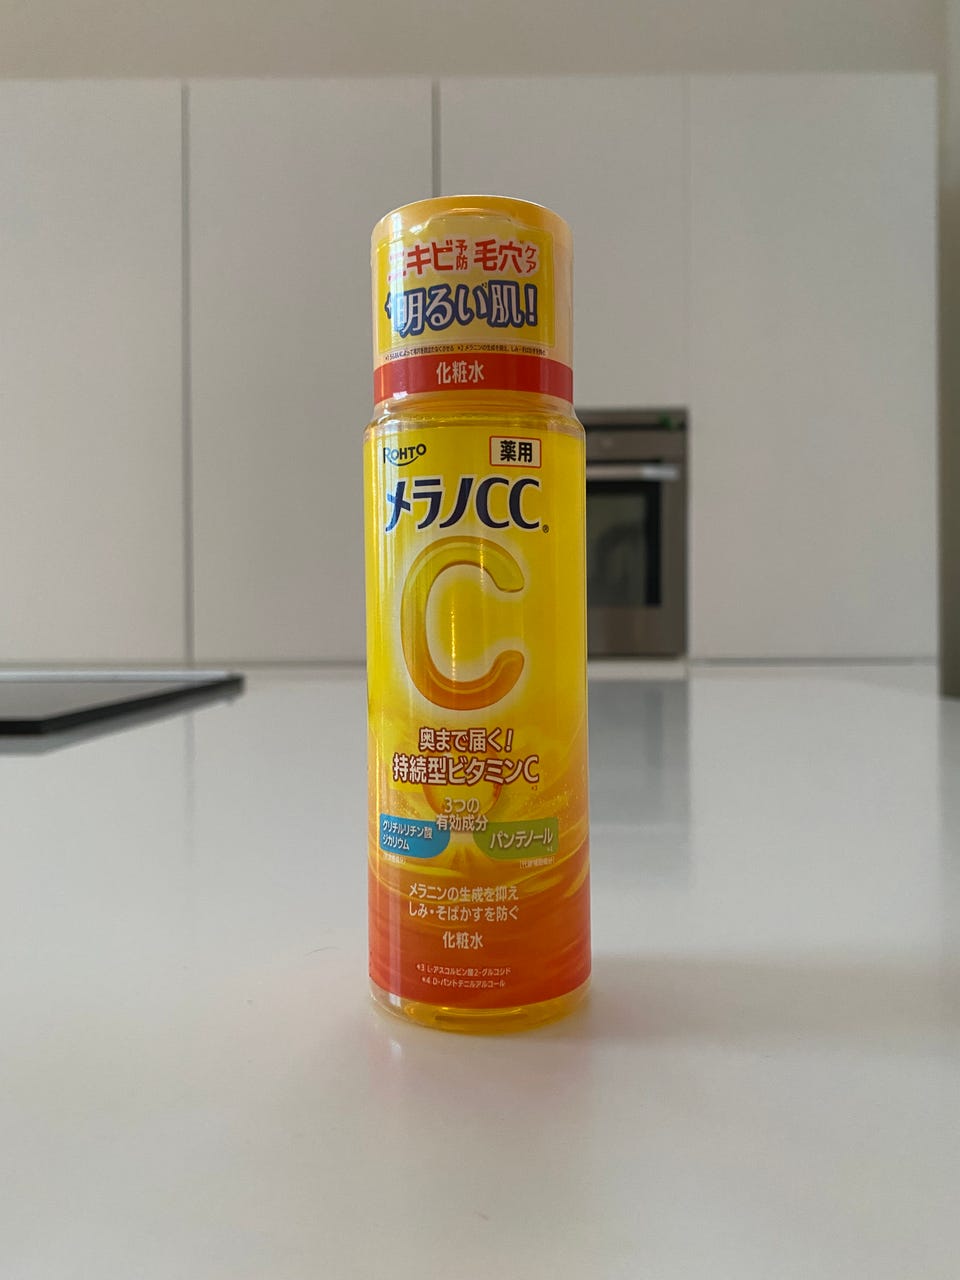 ニキビ予防 毛穴ケア
明るい肌!
化粧水
ROHTO
薬用
メラノCC®
C
奥まで届く!
持続型ビタミンC*3
3つの
有効成分
グリチルリチン酸
ジカリウム
パンテノール*4
メラニンの生成を抑え
しみ・そばかすを防ぐ
化粧水
*3 L-アスコルビン酸2-グルコシド
*4 D-パントテニルアルコール